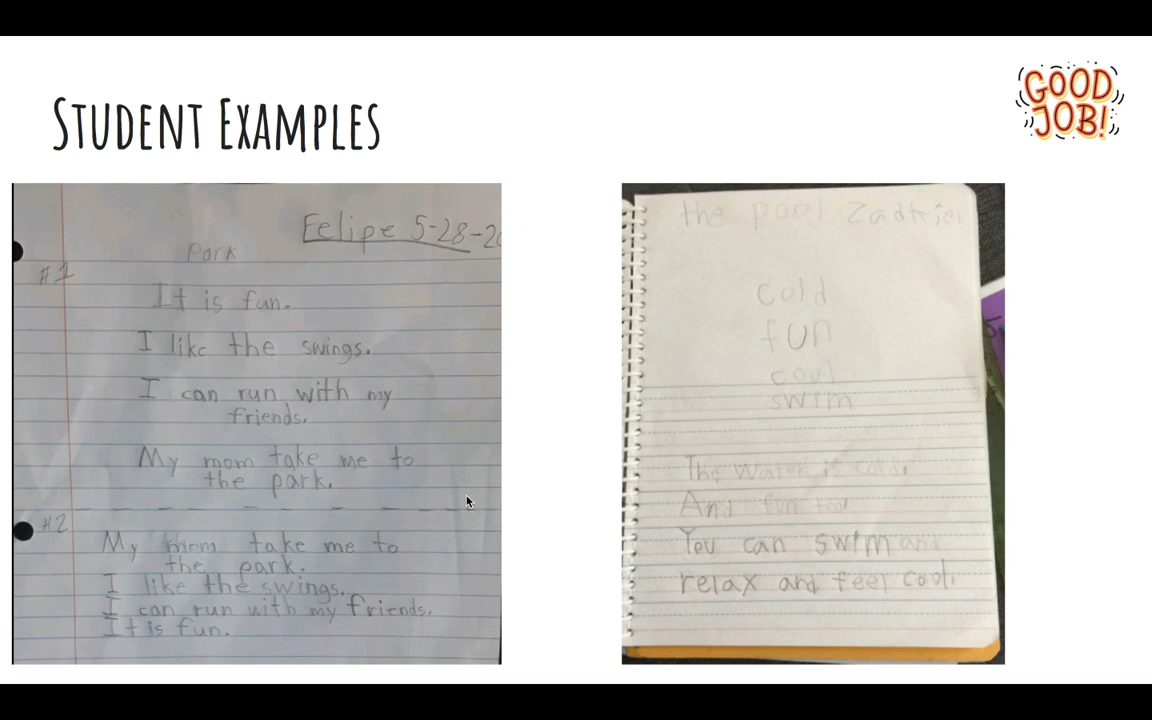 STUDENT EXAMPLES
GOOD
JOB!
Felipe 5-28-20
Park
#1
It is fun.
I like the swings.
I can run with my
friends.
My mom take me to
the park.
#2
My mom take me to
the park.
I like the swings.
I can run with my friends.
It is fun.
the pool Zadtriel
cold
fun
cool
swim
The water is cold.
And fun too!
You can swim and
relax and feel cool.